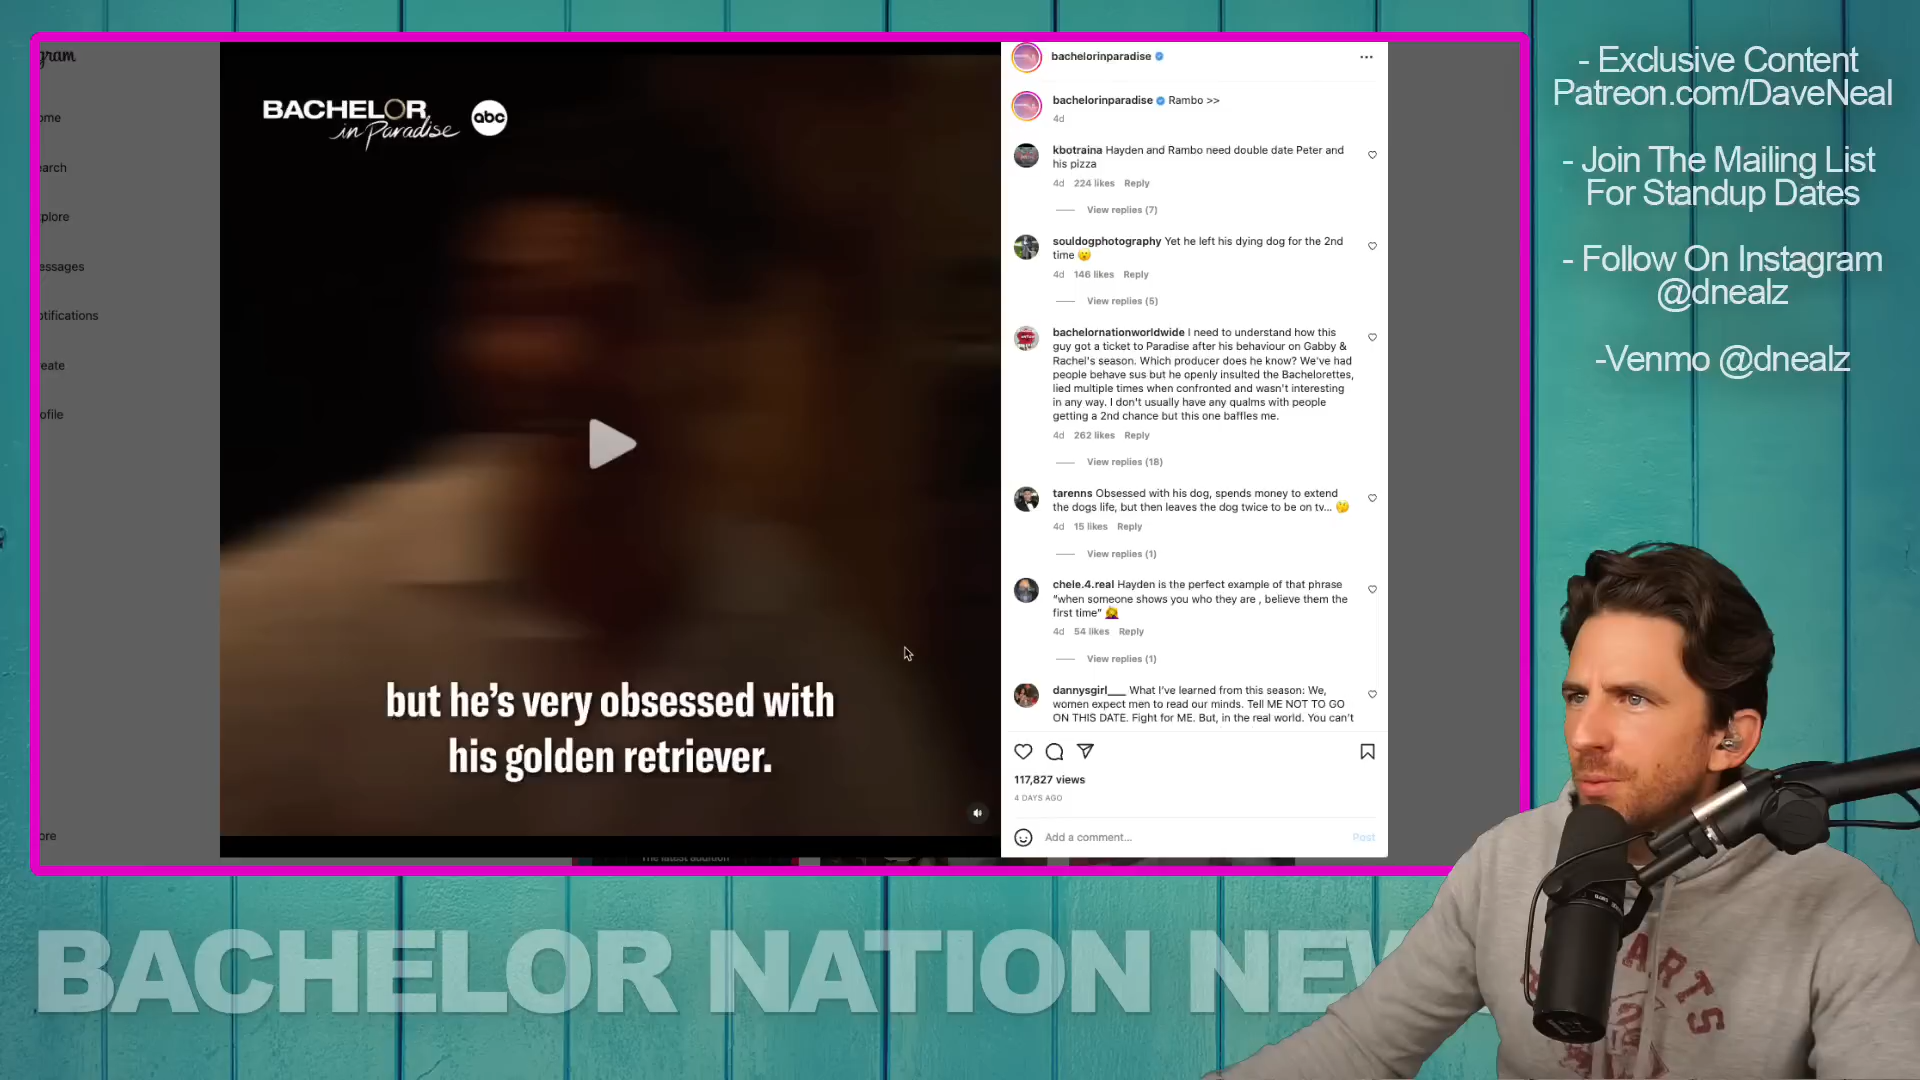 gram
ome
earch
xplore
essages
otifications
reate
ofile
ore
BACHELOR
in Paradise
abc
but he's very obsessed with
his golden retriever.
The latest addition
bachelorinparadise
bachelorinparadise Rambo >>
4d
kbotraina Hayden and Rambo need double date Peter and
his pizza
4d 224 likes Reply
View replies (7)
souldogphotography Yet he left his dying dog for the 2nd
time 😮
4d 146 likes Reply
View replies (5)
bachelornationworldwide I need to understand how this
guy got a ticket to Paradise after his behaviour on Gabby &
Rachel's season. Which producer does he know? We've had
people behave sus but he openly insulted the Bachelorettes,
lied multiple times when confronted and wasn't interesting
in any way. I don't usually have any qualms with people
getting a 2nd chance but this one baffles me.
4d 262 likes Reply
View replies (18)
tarenns Obsessed with his dog, spends money to extend
the dogs life, but then leaves the dog twice to be on tv... 🤔
4d 15 likes Reply
View replies (1)
chele.4.real Hayden is the perfect example of that phrase
"when someone shows you who they are , believe them the
first time" 🤦‍♀️
4d 54 likes Reply
View replies (1)
dannysgirl___ What I've learned from this season: We,
women expect men to read our minds. Tell ME NOT TO GO
ON THIS DATE. Fight for ME. But, in the real world. You can't
117,827 views
4 DAYS AGO
Add a comment...
Post
- Exclusive Content
Patreon.com/DaveNeal
- Join The Mailing List
For Standup Dates
- Follow On Instagram
@dnealz
-Venmo @dnealz
BACHELOR NATION NEW